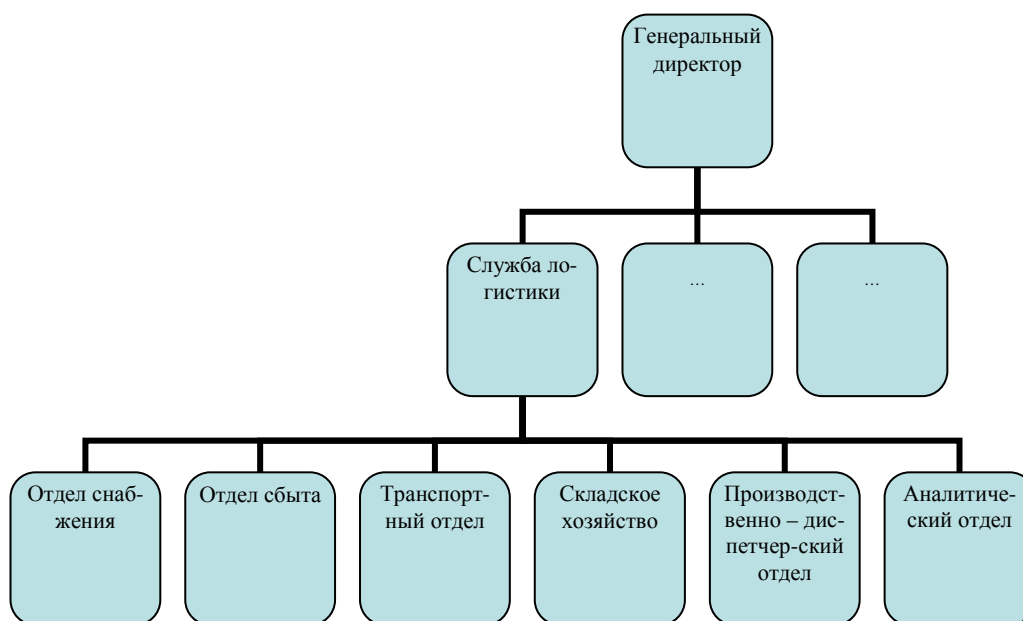 Генеральный
директор
Служба ло-
гистики
...
...
Отдел снаб-
жения
Отдел сбыта
Транспорт-
ный отдел
Складское
хозяйство
Производст-
венно – дис-
петчер-ский
отдел
Аналитиче-
ский отдел